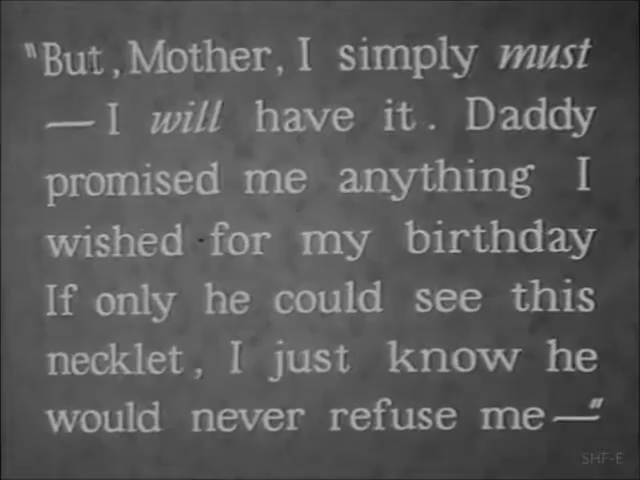 "But, Mother, I simply must
— I will have it. Daddy
promised me anything I
wished for my birthday
If only he could see this
necklet, I just know he
would never refuse me —"
SHF-E